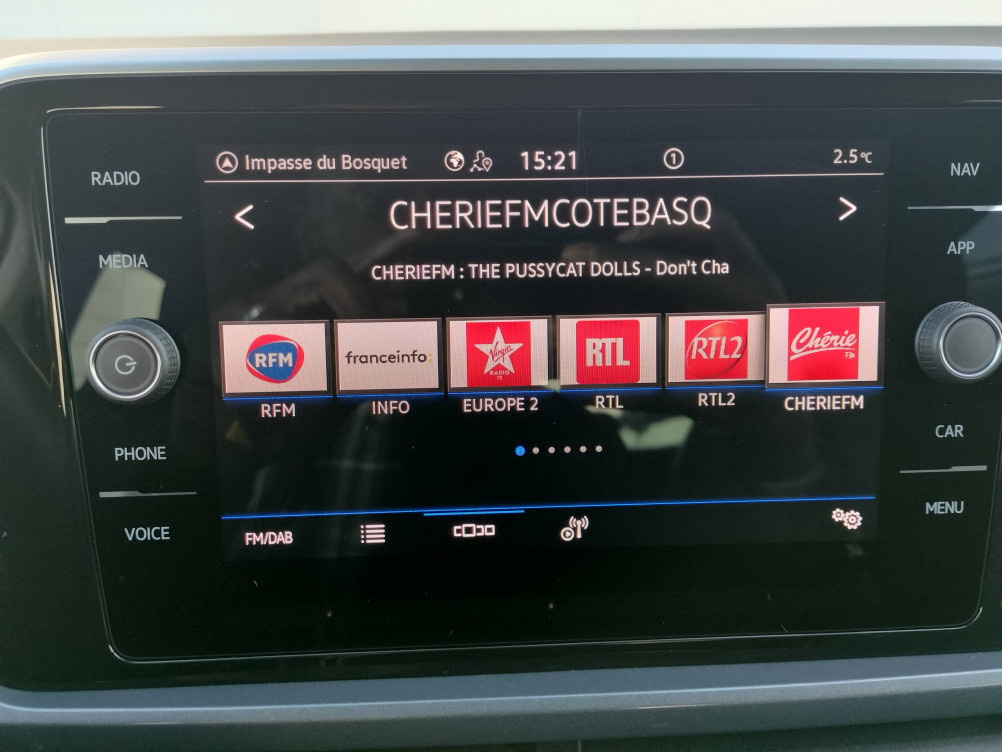 RADIO
MEDIA
PHONE
VOICE
Impasse du Bosquet 15:21 1 2.5°C
< CHERIEFMCOTEBASQ >
CHERIEFM : THE PUSSYCAT DOLLS - Don't Cha
RFM franceinfo: Virgin RTL RTL2 Chérie
RADIO FM
RFM INFO EUROPE 2 RTL RTL2 CHERIEFM
FM/DAB
NAV
APP
CAR
MENU